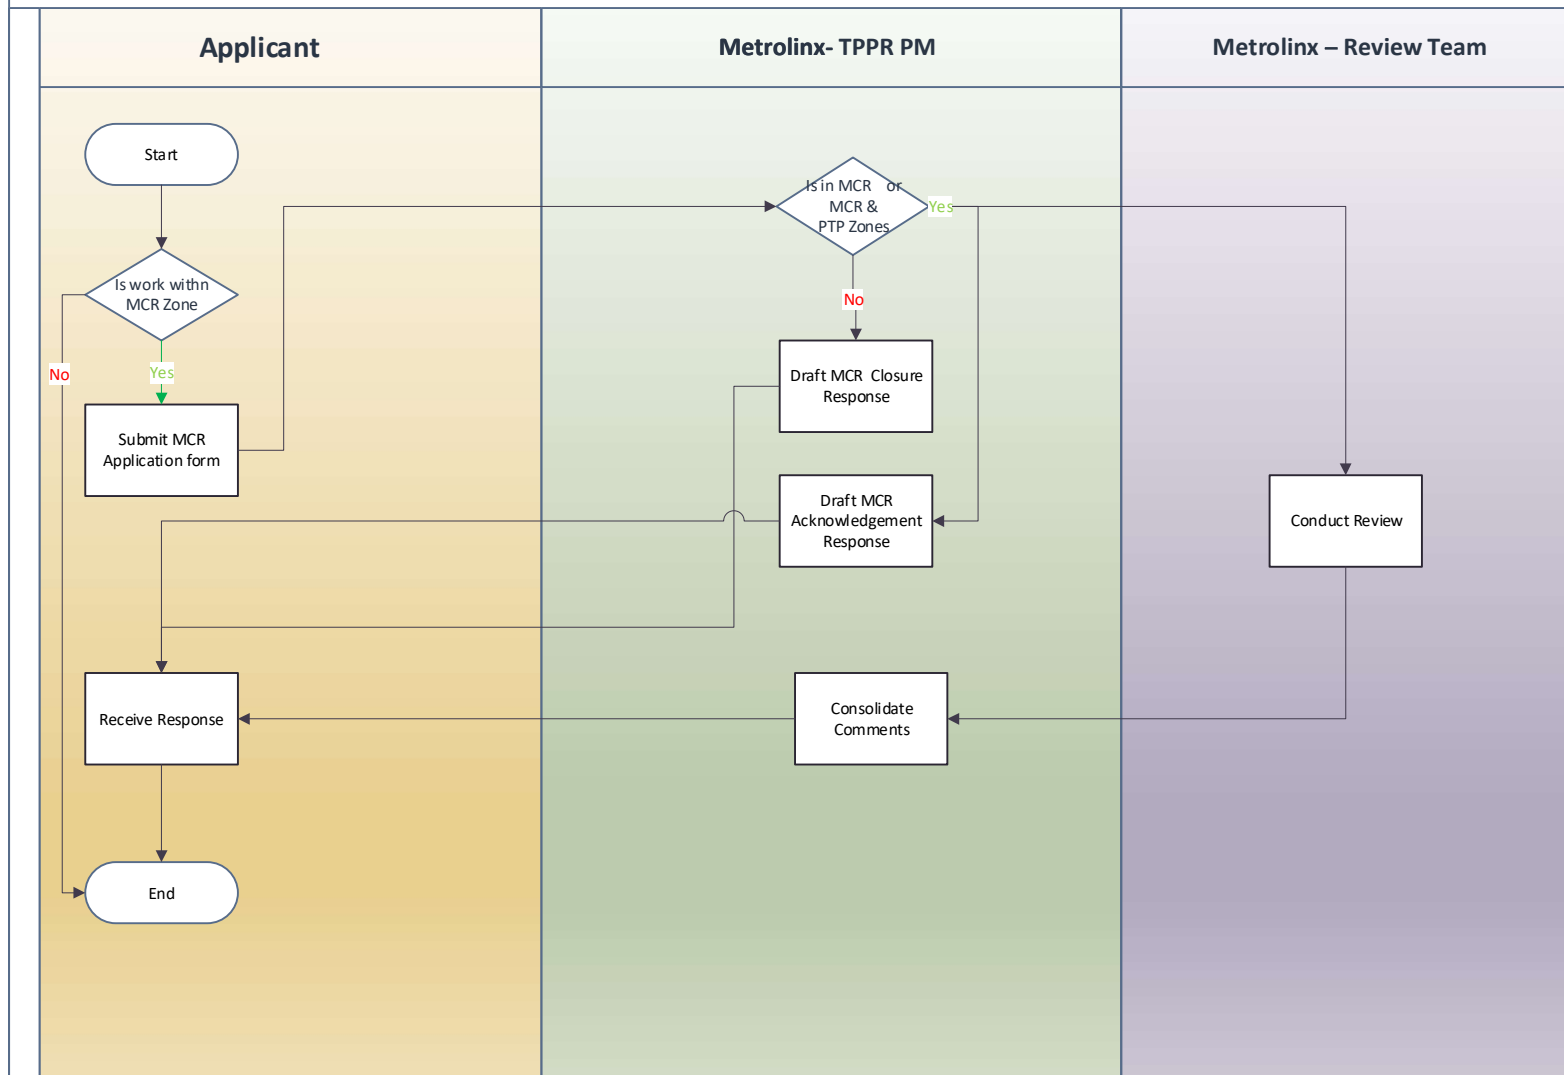 Applicant
Metrolinx- TPPR PM
Metrolinx – Review Team
Start
Is work withn
MCR Zone
No
Yes
Submit MCR
Application form
Is in MCR or
MCR &
PTP Zones
Yes
No
Draft MCR Closure
Response
Draft MCR
Acknowledgement
Response
Conduct Review
Receive Response
Consolidate
Comments
End